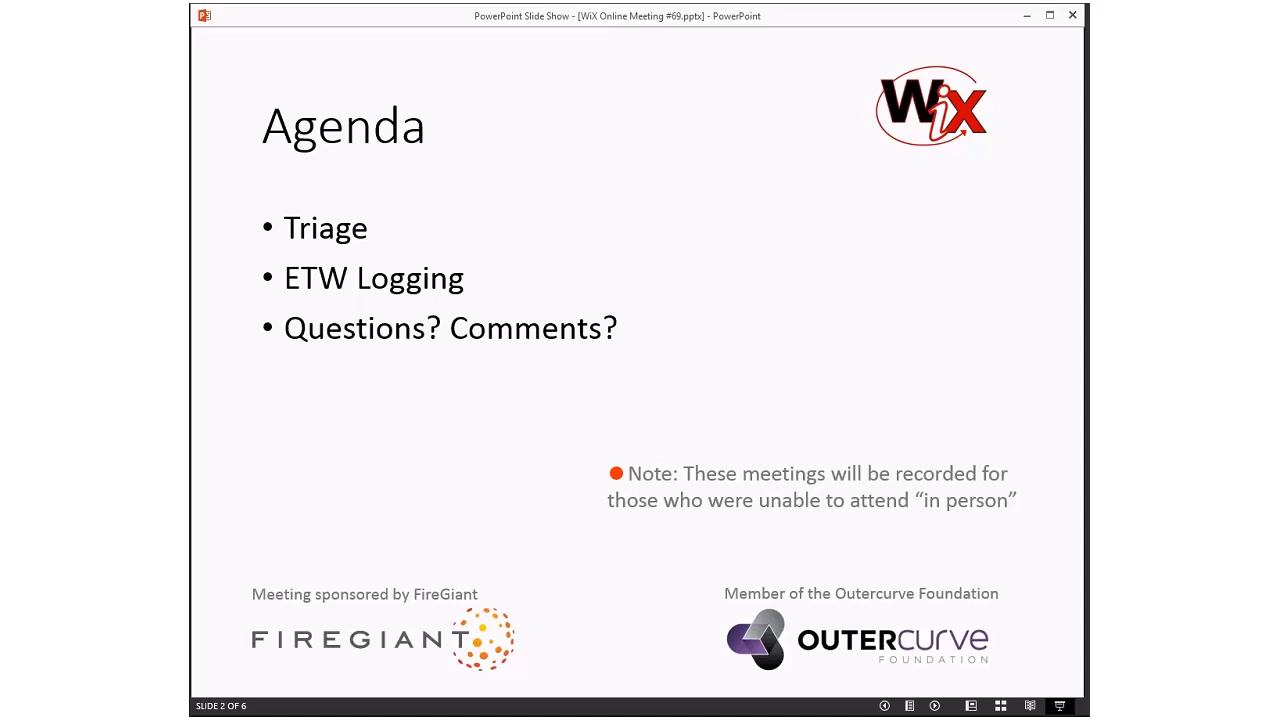 PowerPoint Slide Show - [WiX Online Meeting #69.pptx] - PowerPoint
WiX
Agenda
• Triage
• ETW Logging
• Questions? Comments?
Note: These meetings will be recorded for
those who were unable to attend “in person”
Meeting sponsored by FireGiant
FIREGIANT
Member of the Outercurve Foundation
OUTERCURVE
FOUNDATION
SLIDE 2 OF 6